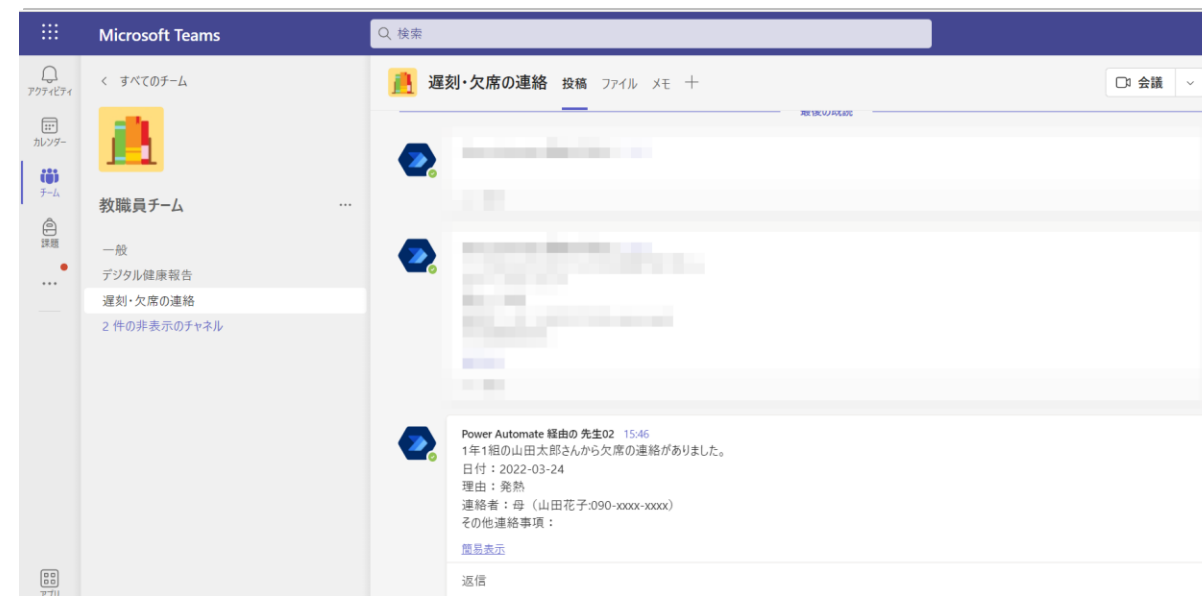 Microsoft Teams
検索
アクティビティ
カレンダー
チーム
課題
アプリ
すべてのチーム
教職員チーム
一般
デジタル健康報告
遅刻・欠席の連絡
2 件の非表示のチャネル
遅刻・欠席の連絡 投稿 ファイル メモ
会議
最後の既読
Power Automate 経由の 先生02 15:46
1年1組の山田太郎さんから欠席の連絡がありました。
日付：2022-03-24
理由：発熱
連絡者：母（山田花子:090-xxxx-xxxx）
その他連絡事項：
簡易表示
返信